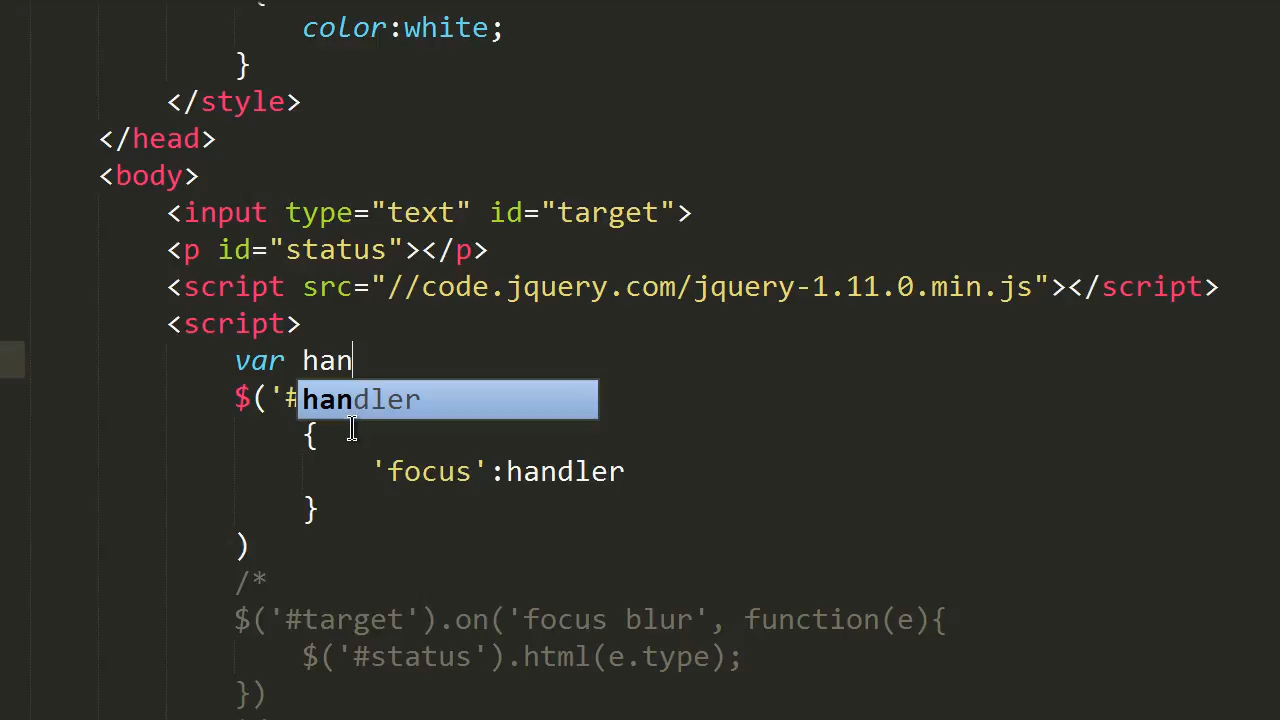 {
color:white;
}
</style>
</head>
<body>
<input type="text" id="target">
<p id="status"></p>
<script src="//code.jquery.com/jquery-1.11.0.min.js"></script>
<script>
var han
$('#
handler
{
'focus':handler
}
)
/*
$('#target').on('focus blur', function(e){
$('#status').html(e.type);
})